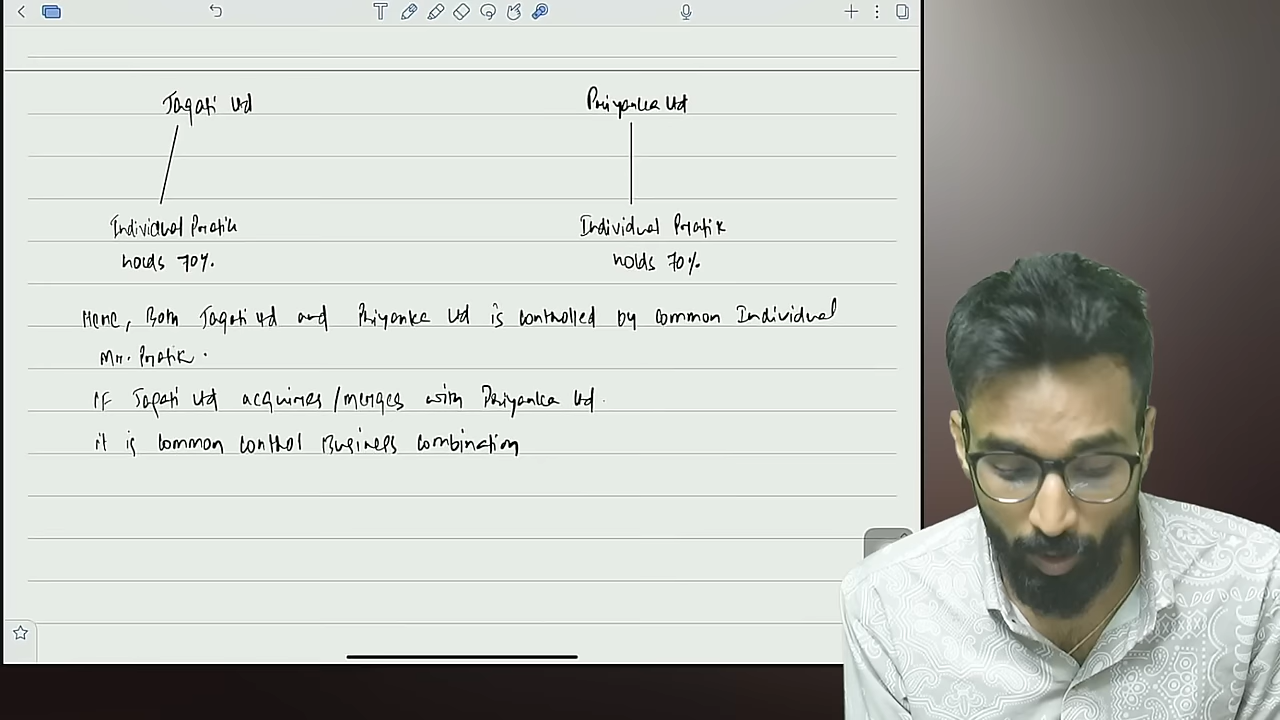 Jagati Ltd
Priyanka Ltd
Individual Pratik
holds 70%.
Individual Pratik
holds 70%.
Here, Both Jagati Ltd and Priyanka Ltd is controlled by common Individual
Mr. Pratik.
If Jagati Ltd acquires/merges with Priyanka Ltd.
it is common control Business combination